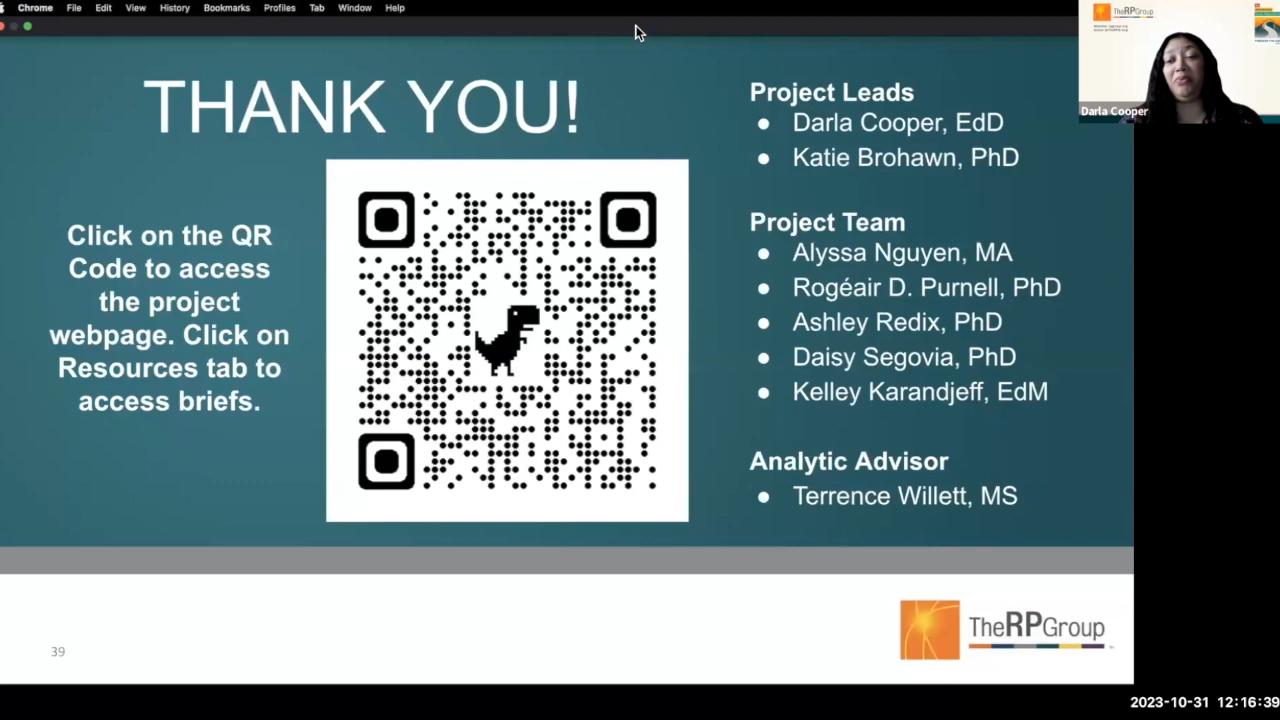 Chrome File Edit View History Bookmarks Profiles Tab Window Help
TheRPGroup
Darla Cooper
THANK YOU!
Click on the QR
Code to access
the project
webpage. Click on
Resources tab to
access briefs.
Project Leads
● Darla Cooper, EdD
● Katie Brohawn, PhD
Project Team
● Alyssa Nguyen, MA
● Rogéair D. Purnell, PhD
● Ashley Redix, PhD
● Daisy Segovia, PhD
● Kelley Karandjeff, EdM
Analytic Advisor
● Terrence Willett, MS
39
TheRPGroup
2023-10-31 12:16:39